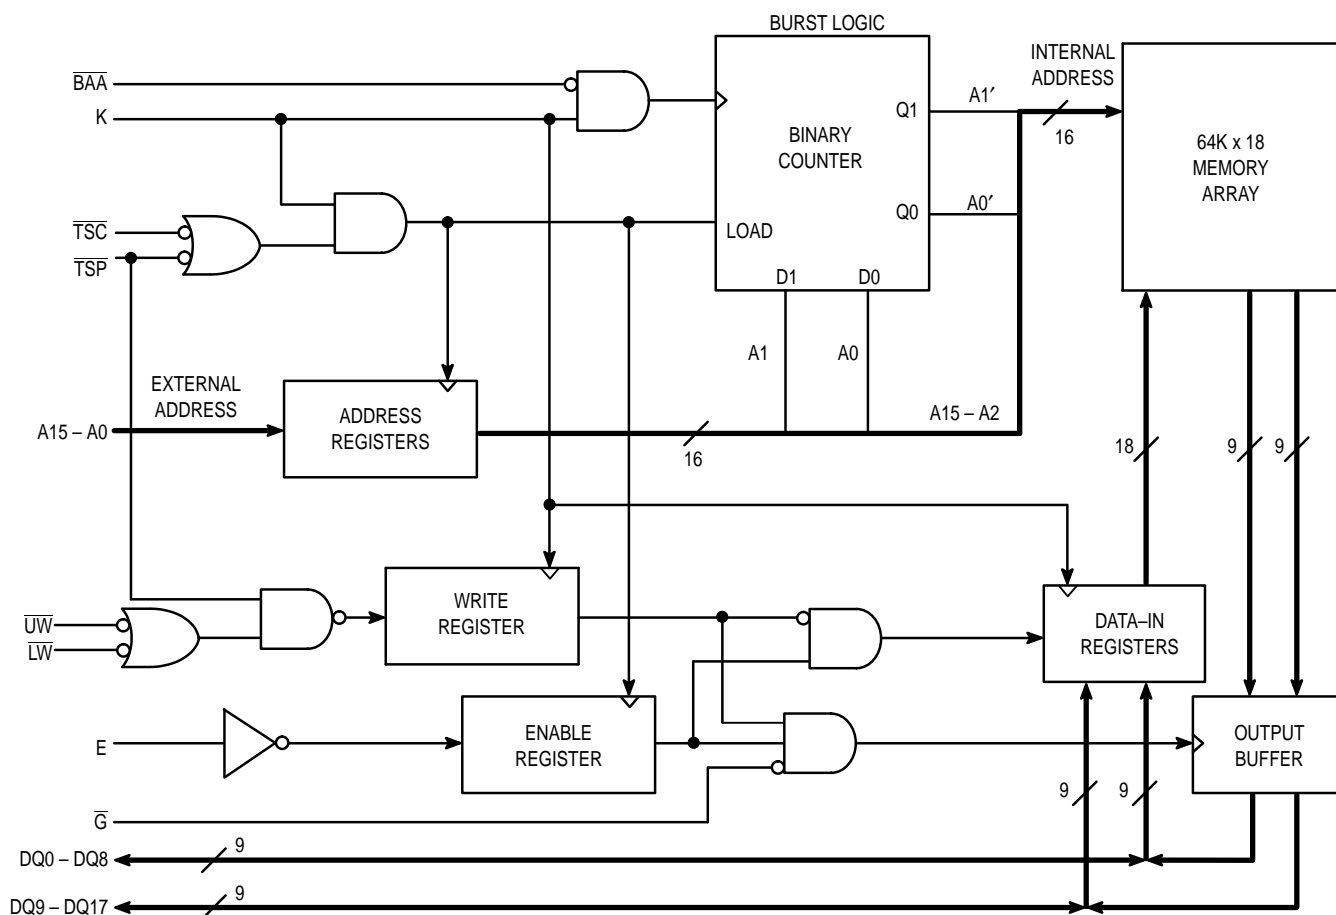 BURST LOGIC
INTERNAL
ADDRESS
BAA
K
BINARY
COUNTER
Q1
A1′
16
64K x 18
MEMORY
ARRAY
Q0
A0′
TSC
TSP
LOAD
D1
D0
A1
A0
EXTERNAL
ADDRESS
A15 – A0
ADDRESS
REGISTERS
16
A15 – A2
18
9
9
UW
LW
WRITE
REGISTER
DATA–IN
REGISTERS
E
ENABLE
REGISTER
OUTPUT
BUFFER
9
9
G
DQ0 – DQ8
9
DQ9 – DQ17
9